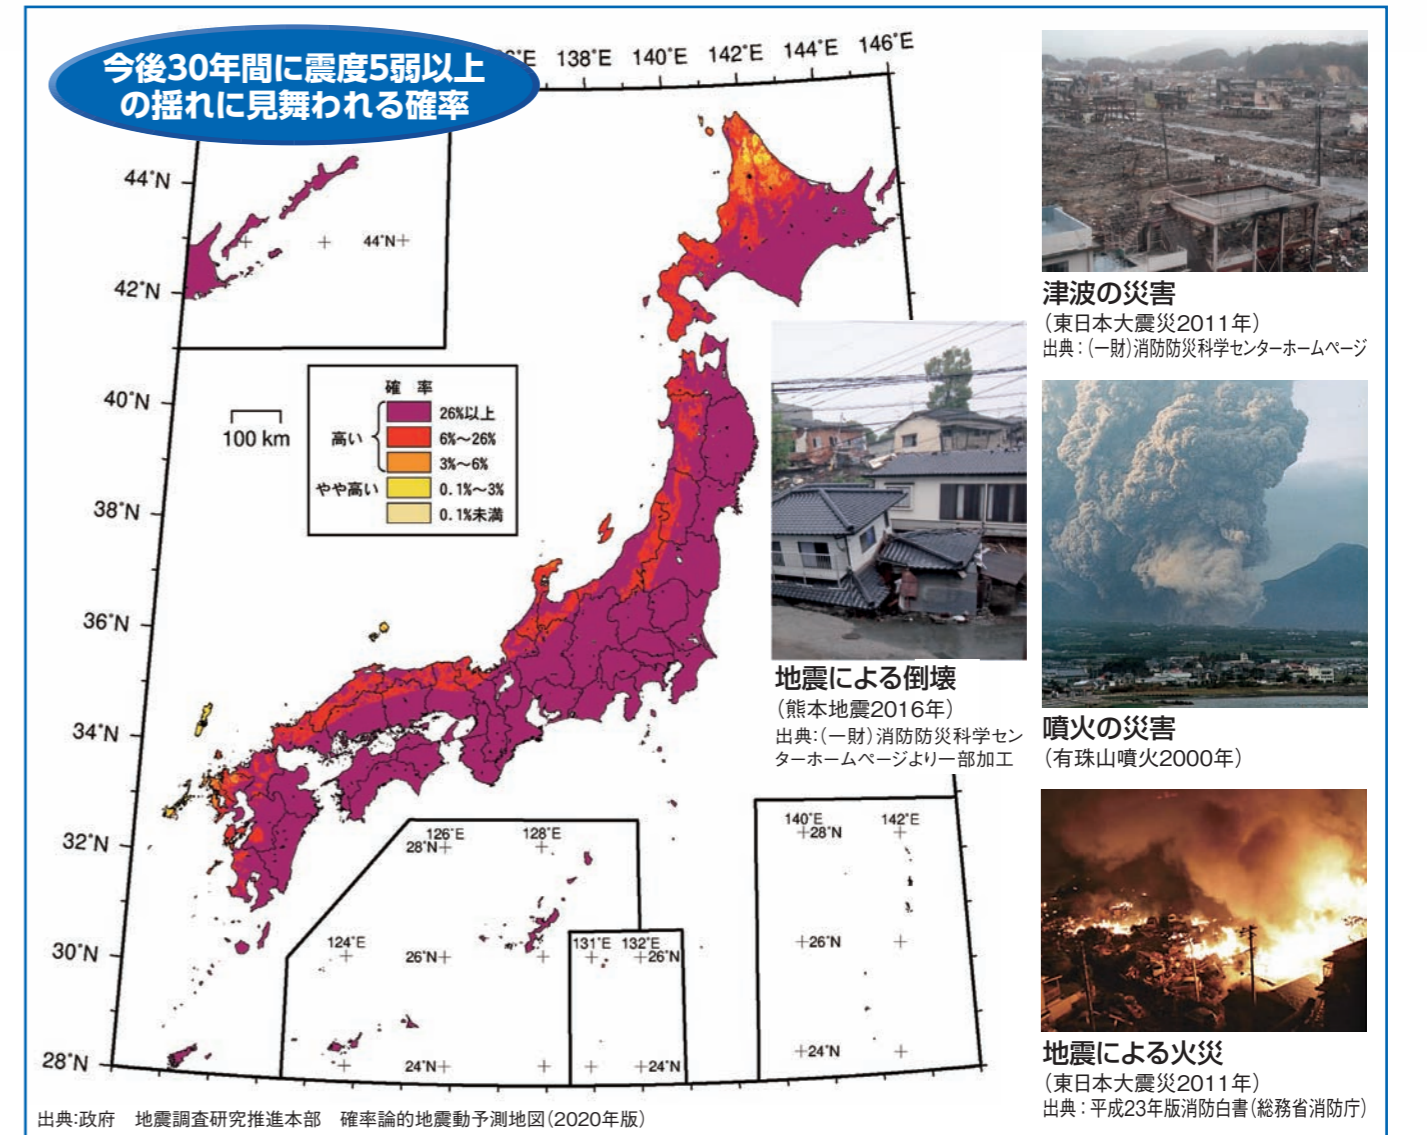 今後30年間に震度5弱以上
の揺れに見舞われる確率
138°E 140°E 142°E 144°E 146°E
44°N
44°N
42°N
40°N
38°N
36°N
34°N
32°N
30°N
28°N
100 km
確 率
高い
26%以上
6%~26%
3%~6%
やや高い
0.1%~3%
0.1%未満
126°E 128°E
28°N
124°E
26°N
24°N
131°E 132°E
26°N
24°N
140°E 142°E
28°N
26°N
24°N
出典:政府 地震調査研究推進本部 確率論的地震動予測地図(2020年版)
地震による倒壊
(熊本地震2016年)
出典:(一財)消防防災科学セン
ターホームページより一部加工
津波の災害
(東日本大震災2011年)
出典:(一財)消防防災科学センターホームページ
噴火の災害
(有珠山噴火2000年)
地震による火災
(東日本大震災2011年)
出典:平成23年版消防白書(総務省消防庁)